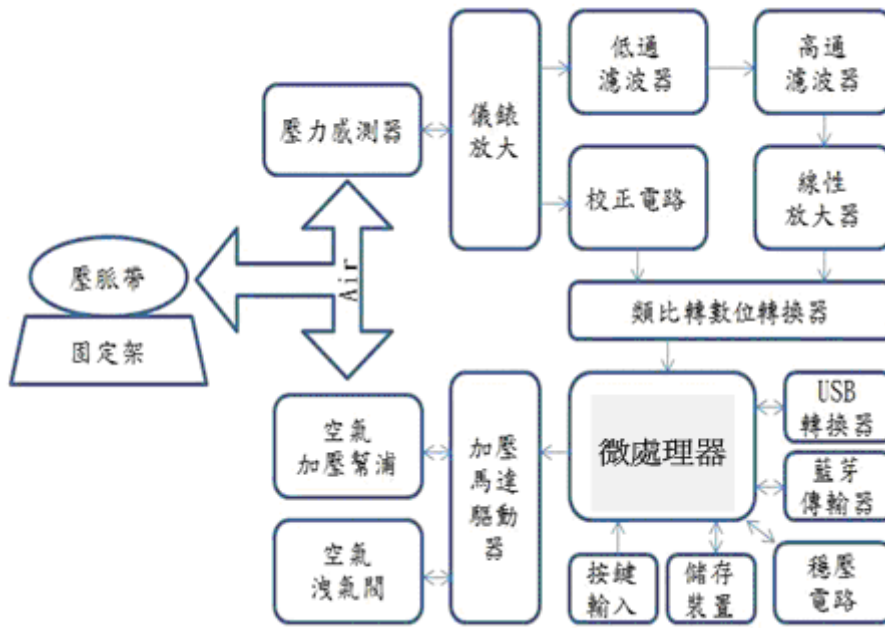 低通
濾波器
高通
濾波器
壓力感測器
儀錶
放大
校正電路
線性
放大器
Air
壓脈帶
固定架
類比轉數位轉換器
空氣
加壓幫浦
加壓
馬達
驅動
器
微處理器
USB
轉換器
藍芽
傳輸器
空氣
洩氣閥
按鍵
輸入
儲存
裝置
穩壓
電路